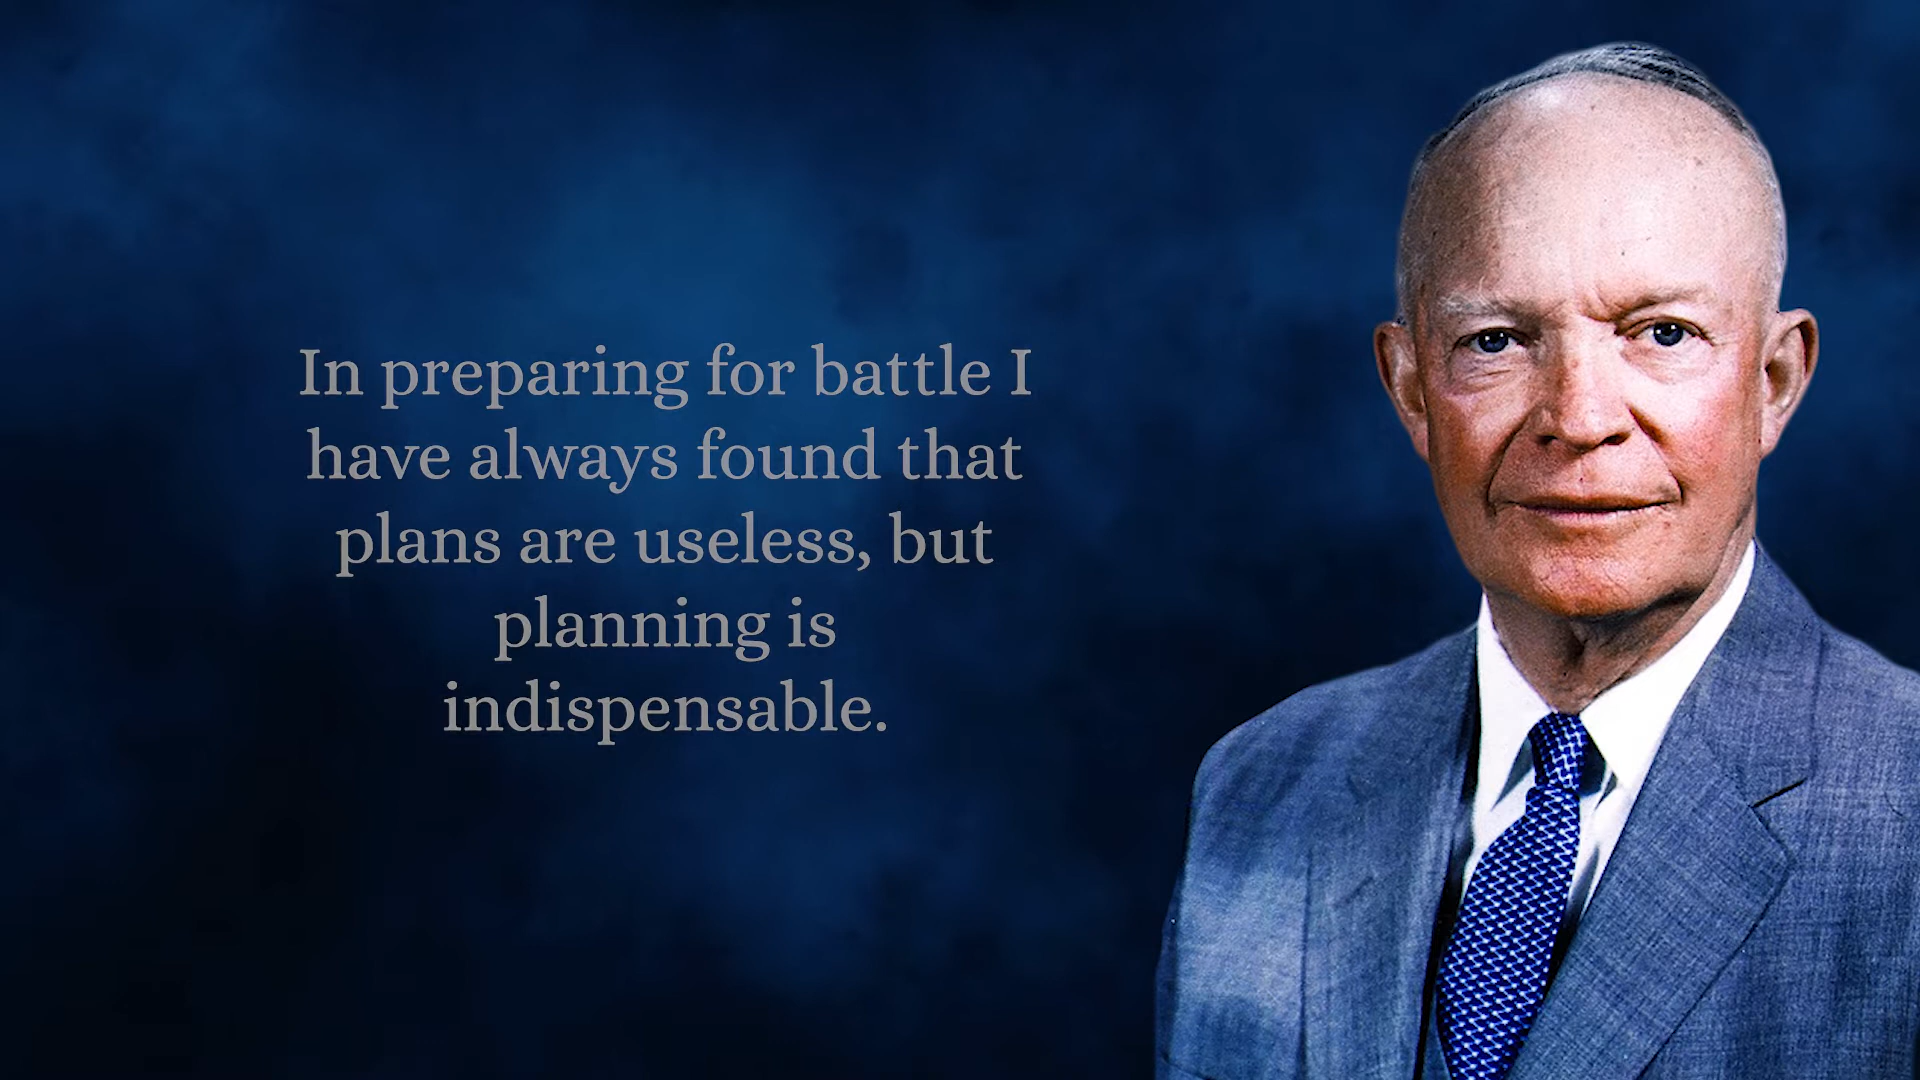 In preparing for battle I
have always found that
plans are useless, but
planning is
indispensable.